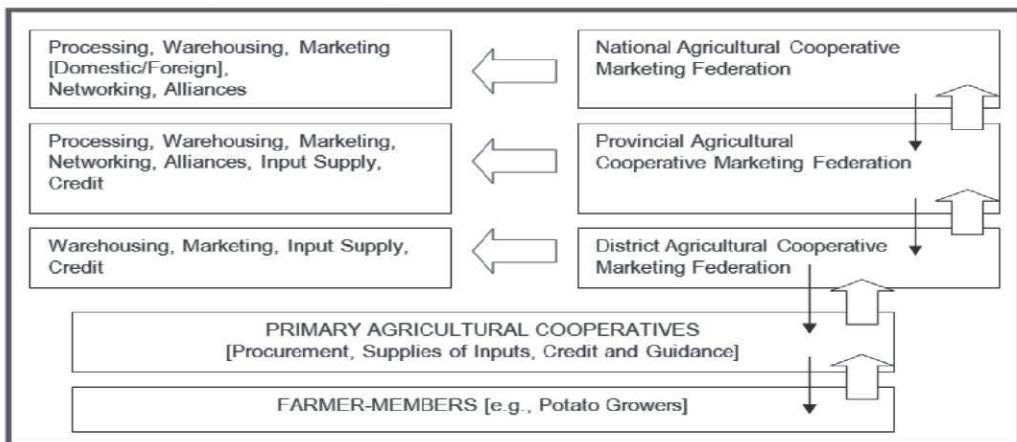 Processing, Warehousing, Marketing
[Domestic/Foreign],
Networking, Alliances
National Agricultural Cooperative
Marketing Federation
Processing, Warehousing, Marketing,
Networking, Alliances, Input Supply,
Credit
Provincial Agricultural
Cooperative Marketing Federation
Warehousing, Marketing, Input Supply,
Credit
District Agricultural Cooperative
Marketing Federation
PRIMARY AGRICULTURAL COOPERATIVES
[Procurement, Supplies of Inputs, Credit and Guidance]
FARMER-MEMBERS [e.g., Potato Growers]